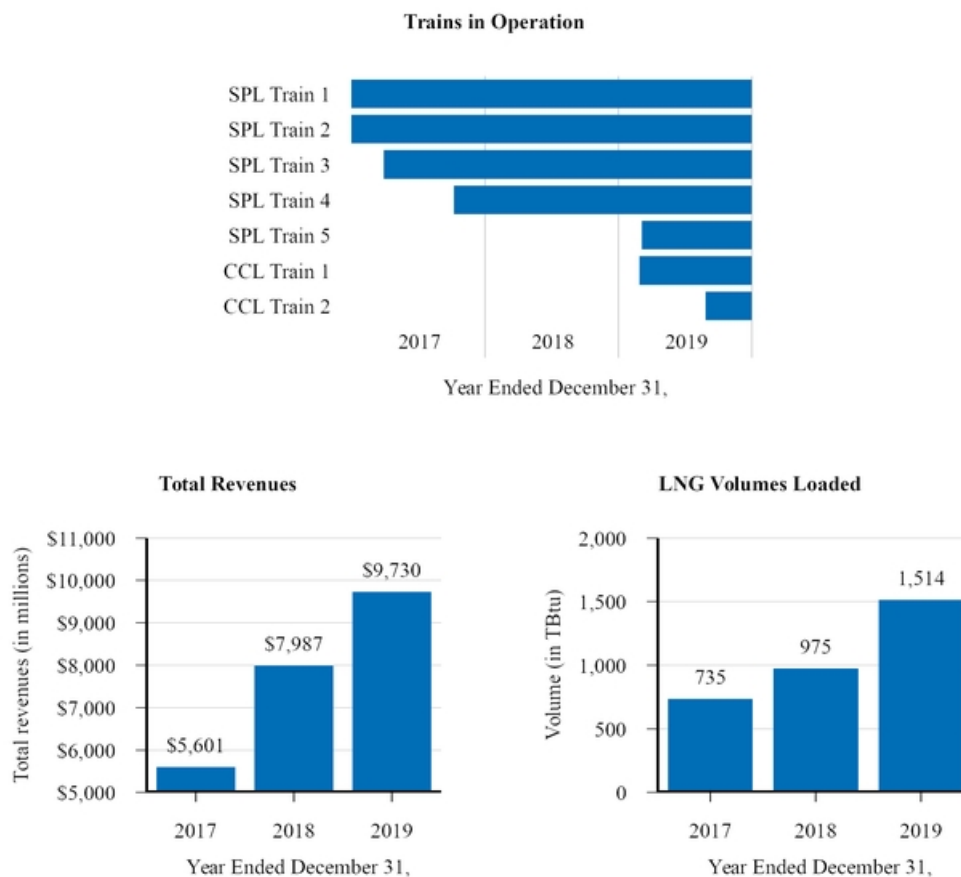 Trains in Operation
SPL Train 1
SPL Train 2
SPL Train 3
SPL Train 4
SPL Train 5
CCL Train 1
CCL Train 2
2017 2018 2019
Year Ended December 31,
Total Revenues
Total revenues (in millions)
$11,000
$10,000
$9,000
$8,000
$7,000
$6,000
$5,000
$5,601
$7,987
$9,730
2017 2018 2019
Year Ended December 31,
LNG Volumes Loaded
Volume (in TBtu)
2,000
1,500
1,000
500
0
735
975
1,514
2017 2018 2019
Year Ended December 31,